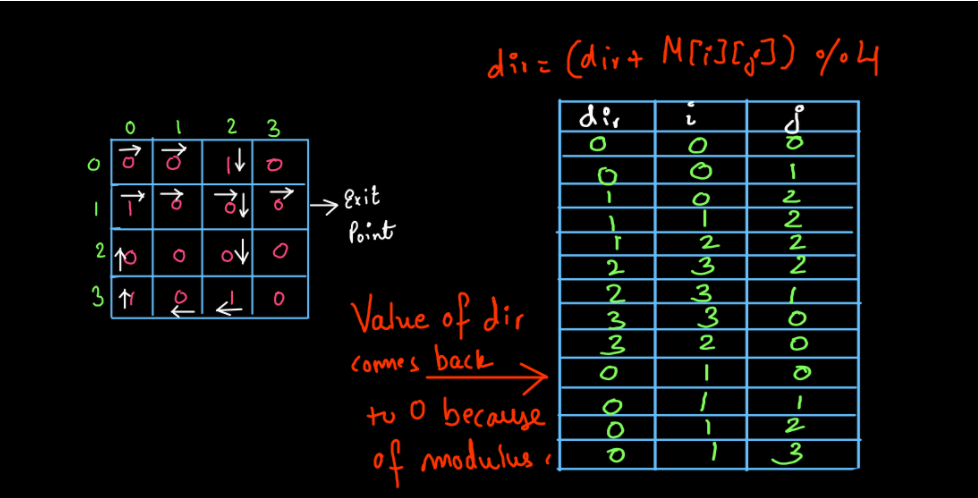 dir = (dir + M[i][j]) % 4
0 1 2 3
0 0 0 1 0
1 1 0 0 0
2 0 0 0 0
3 1 0 1 0
Exit
Point
dir i j
0 0 0
0 0 1
1 0 2
1 1 2
1 2 2
2 3 2
2 3 1
3 3 0
3 2 0
0 1 0
0 1 1
0 1 2
0 1 3
Value of dir
comes back
to 0 because
of modulus.